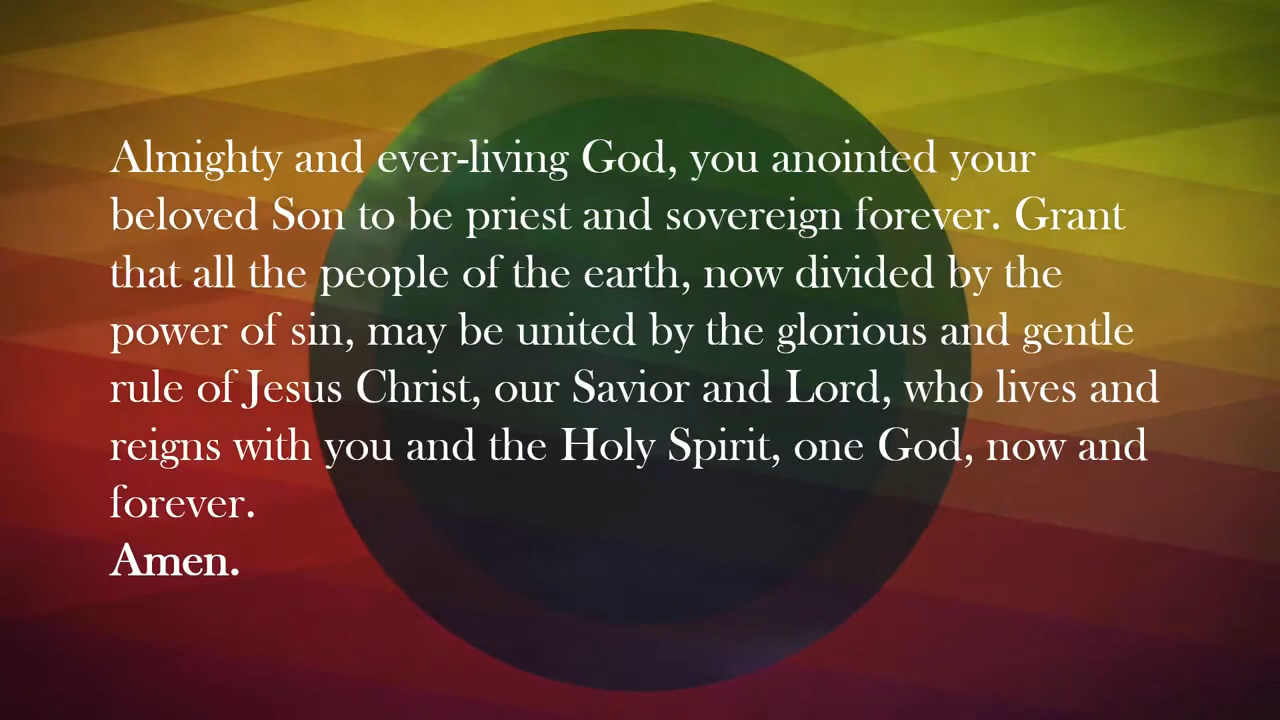 Almighty and ever-living God, you anointed your
beloved Son to be priest and sovereign forever. Grant
that all the people of the earth, now divided by the
power of sin, may be united by the glorious and gentle
rule of Jesus Christ, our Savior and Lord, who lives and
reigns with you and the Holy Spirit, one God, now and
forever.
Amen.